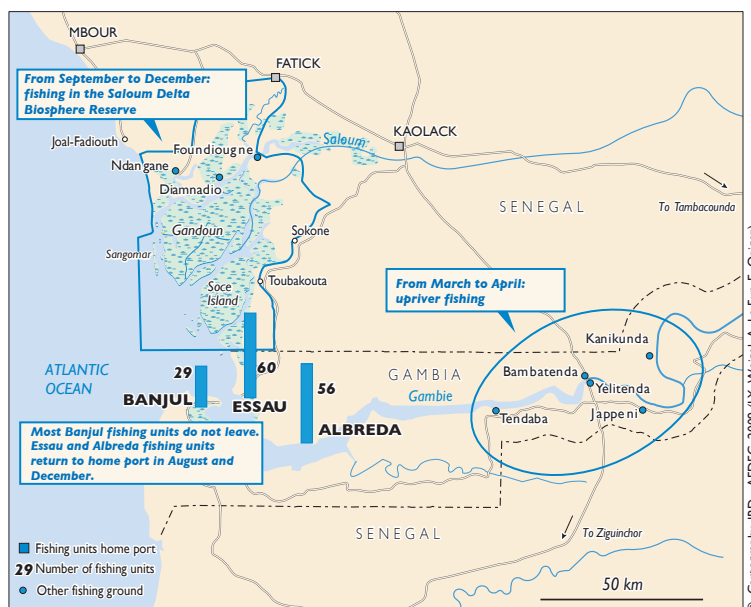 MBOUR
FATICK
From September to December:
fishing in the Saloum Delta
Biosphere Reserve
KAOLACK
Joal-Fadiouth
Foundiougne
Saloum
Ndangane
Diamnadio
SENEGAL
To Tambacounda
Gandoun
Sokone
Sangomar
Toubakouta
Soce
Island
From March to April:
upriver fishing
Kanikunda
ATLANTIC
OCEAN
29
60
56
GAMBIA
Gambie
Bambatenda
Yelitenda
BANJUL
ESSAU
ALBREDA
Tendaba
Jappeni
Most Banjul fishing units do not leave.
Essau and Albreda fishing units
return to home port in August and
December.
SENEGAL
To Ziguinchor
Fishing units home port
29 Number of fishing units
Other fishing ground
50 km